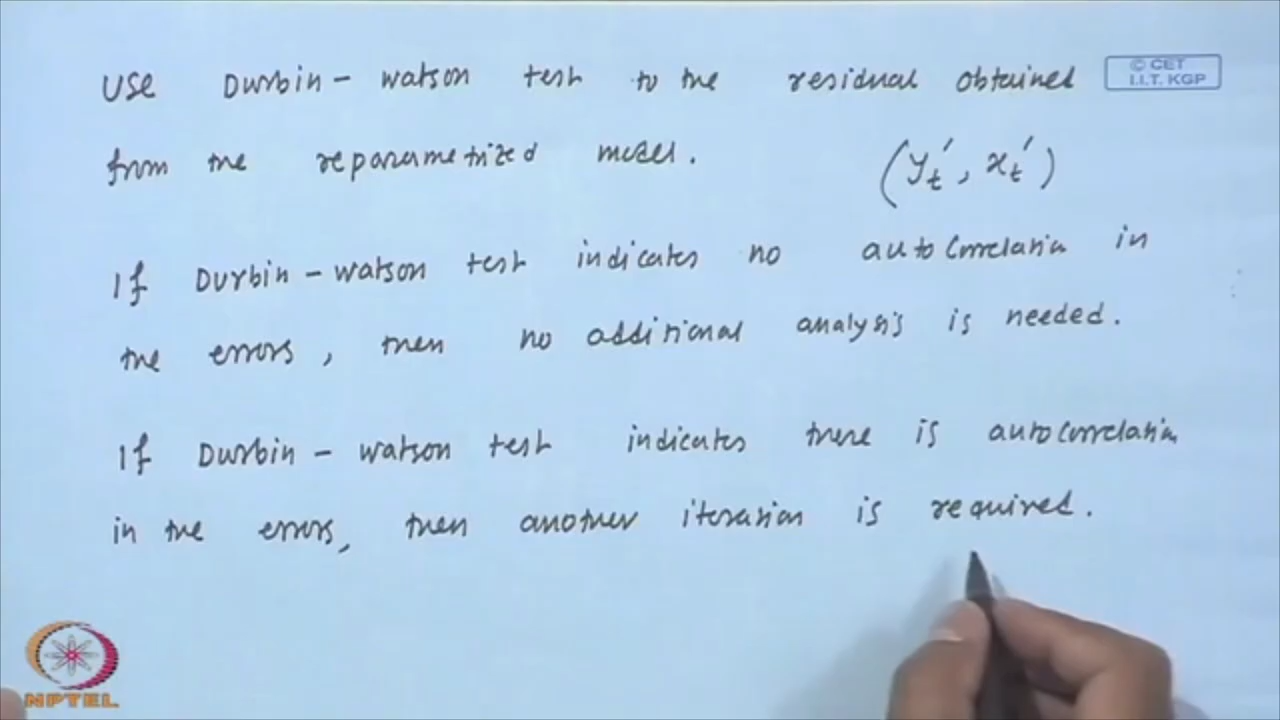 Use Durbin - Watson test to the residual obtained
© CET
I.I.T. KGP
from the reparametrized model.
(y_t', x_t')
If Durbin - Watson test indicates no autocorrelation in
the errors, then no additional analysis is needed.
If Durbin - Watson test indicates there is autocorrelation
in the errors, then another iteration is required.
NPTEL